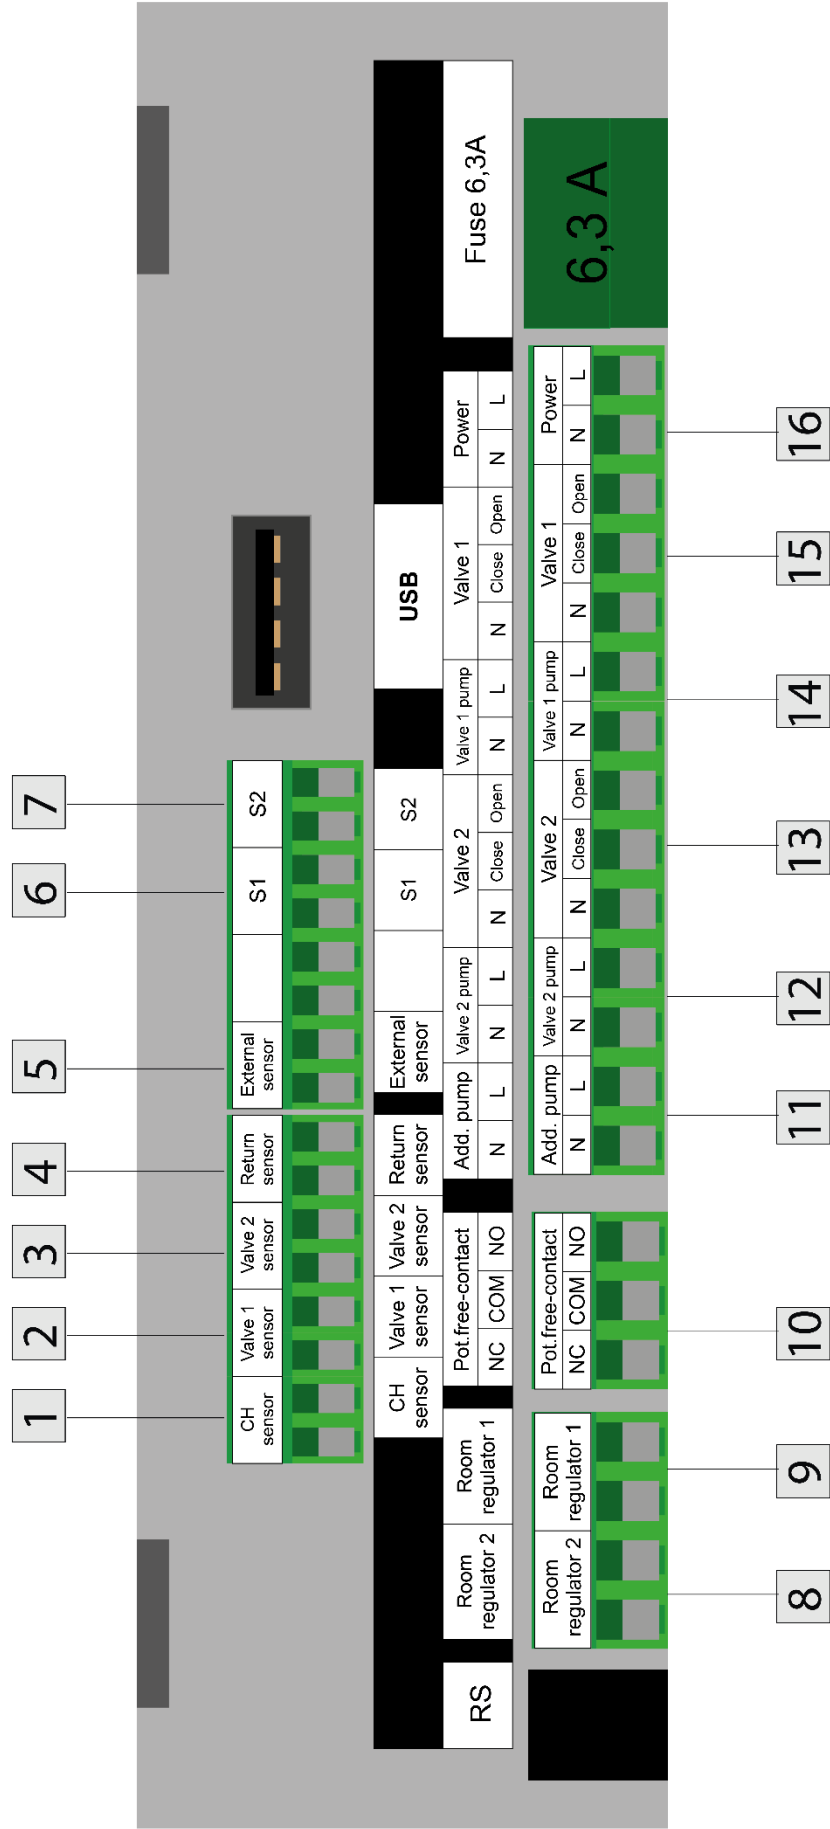 1
2
3
4
5
6
7
CH
sensor
Valve 1
sensor
Valve 2
sensor
Return
sensor
External
sensor
S1
S2
CH
sensor
Valve 1
sensor
Valve 2
sensor
Return
sensor
External
sensor
S1
S2
USB
RS
Room
regulator 2
Room
regulator 1
Pot.free-contact
NC COM NO
Add. pump
N L
Valve 2 pump
N L
Valve 2
N Close Open
Valve 1 pump
N L
Valve 1
N Close Open
Power
N L
Fuse 6,3A
Room
regulator 2
Room
regulator 1
Pot.free-contact
NC COM NO
Add. pump
N L
Valve 2 pump
N L
Valve 2
N Close Open
Valve 1 pump
N L
Valve 1
N Close Open
Power
N L
6,3 A
8
9
10
11
12
13
14
15
16